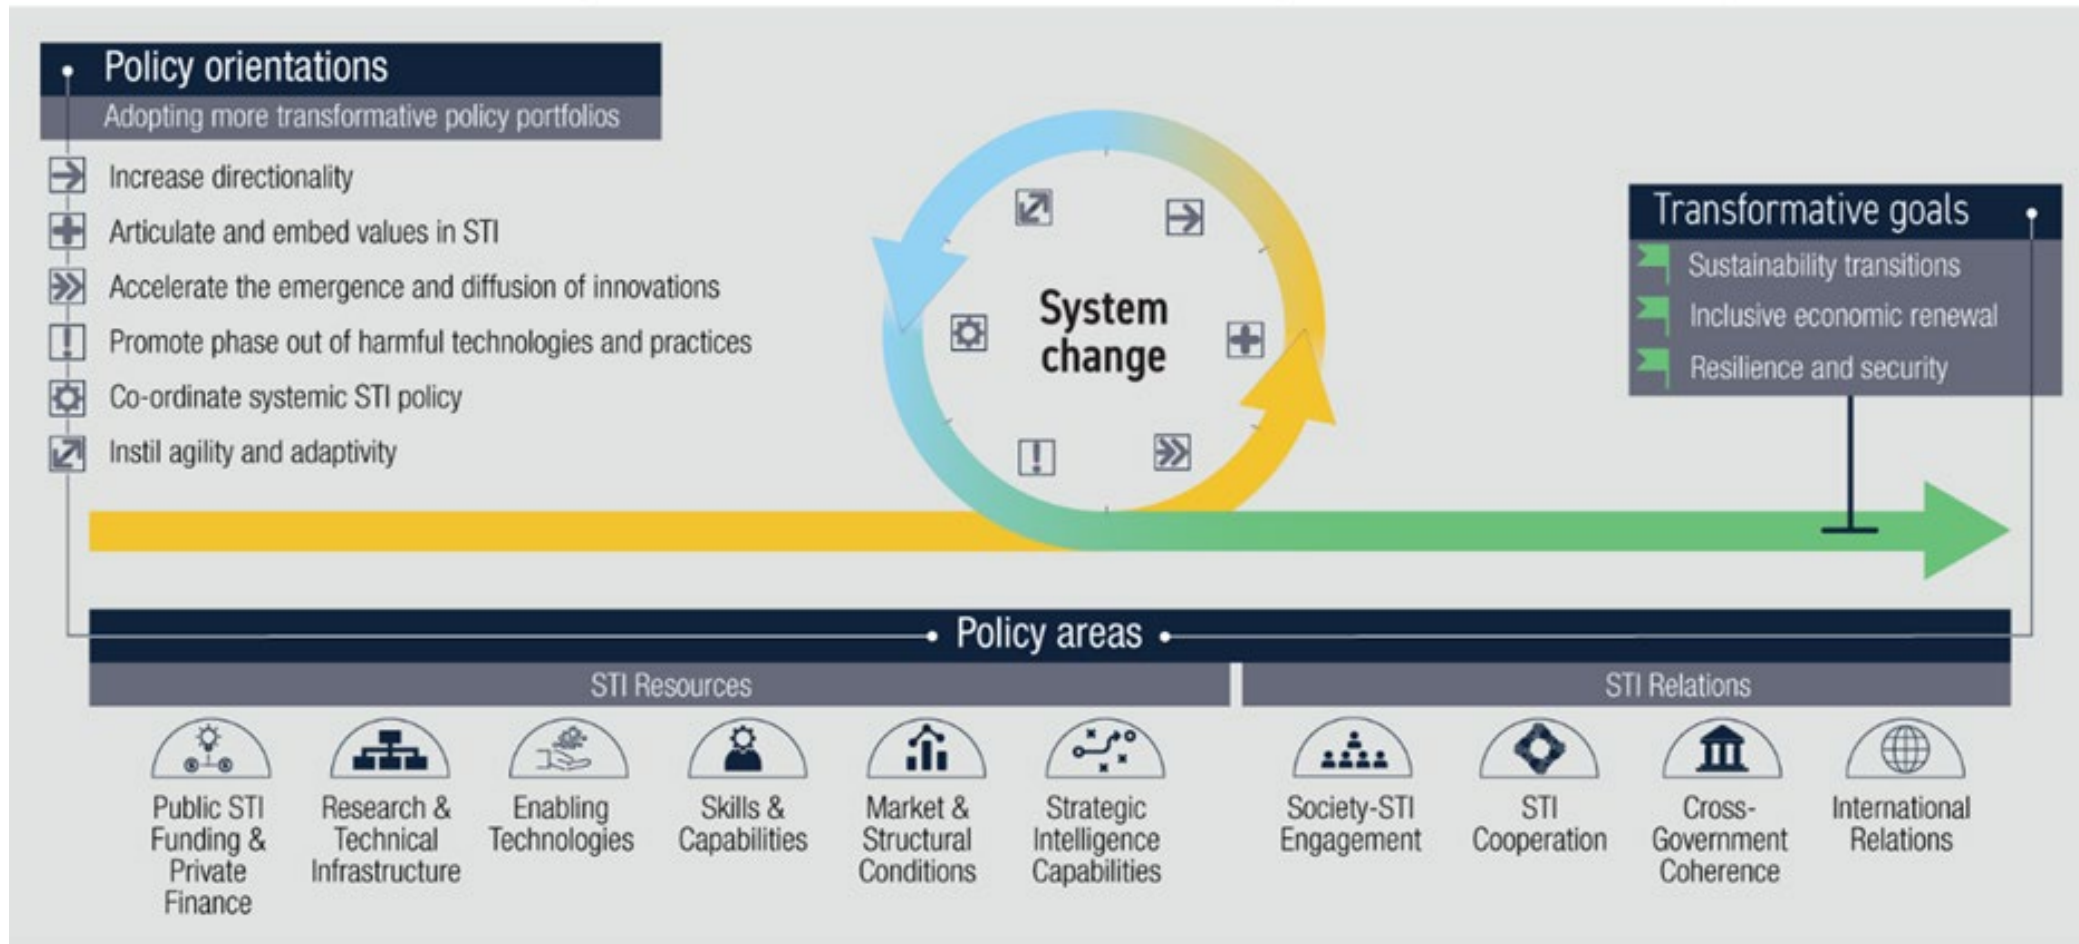 Policy orientations
Adopting more transformative policy portfolios
Increase directionality
Articulate and embed values in STI
Accelerate the emergence and diffusion of innovations
Promote phase out of harmful technologies and practices
Co-ordinate systemic STI policy
Instil agility and adaptivity
System
change
Transformative goals
Sustainability transitions
Inclusive economic renewal
Resilience and security
Policy areas
STI Resources
STI Relations
Public STI
Funding &
Private
Finance
Research &
Technical
Infrastructure
Enabling
Technologies
Skills &
Capabilities
Market &
Structural
Conditions
Strategic
Intelligence
Capabilities
Society-STI
Engagement
STI
Cooperation
Cross-
Government
Coherence
International
Relations